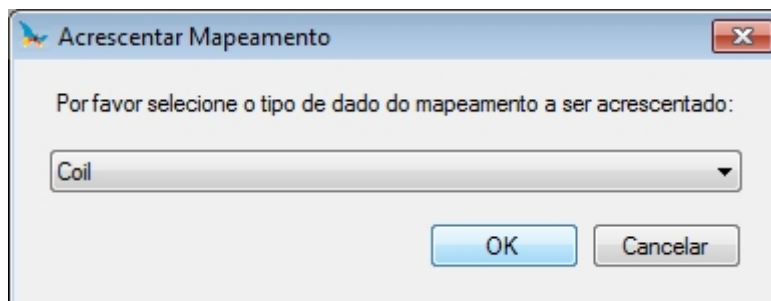 Acrescentar Mapeamento
Por favor selecione o tipo de dado do mapeamento a ser acrescentado:
Coil
OK Cancelar